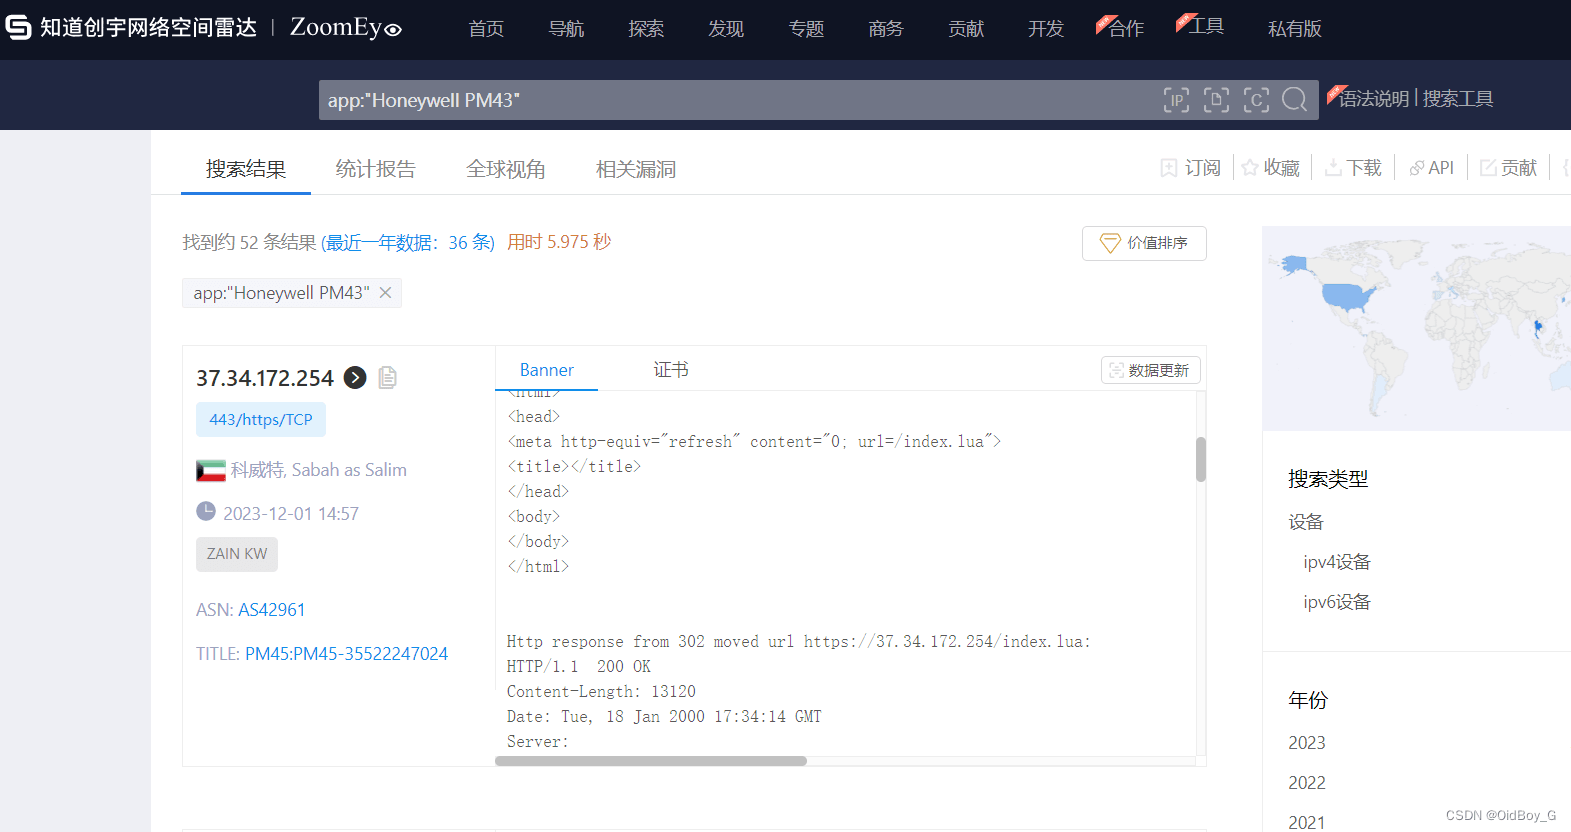 知道创宇网络空间雷达 | ZoomEye
首页 导航 探索 发现 专题 商务 贡献 开发 合作 工具 私有版
app:"Honeywell PM43"
IP D C
语法说明 | 搜索工具
搜索结果 统计报告 全球视角 相关漏洞
订阅 收藏 下载 API 贡献
找到约 52 条结果 (最近一年数据：36 条) 用时 5.975 秒
价值排序
app:"Honeywell PM43"
37.34.172.254
443/https/TCP
科威特, Sabah as Salim
2023-12-01 14:57
ZAIN KW
ASN: AS42961
TITLE: PM45:PM45-35522247024
Banner 证书
数据更新
<html>
<head>
<meta http-equiv="refresh" content="0; url=/index.lua">
<title></title>
</head>
<body>
</body>
</html>
Http response from 302 moved url https://37.34.172.254/index.lua:
HTTP/1.1 200 OK
Content-Length: 13120
Date: Tue, 18 Jan 2000 17:34:14 GMT
Server:
搜索类型
设备
ipv4设备
ipv6设备
年份
2023
2022
2021
CSDN @OidBoy_G